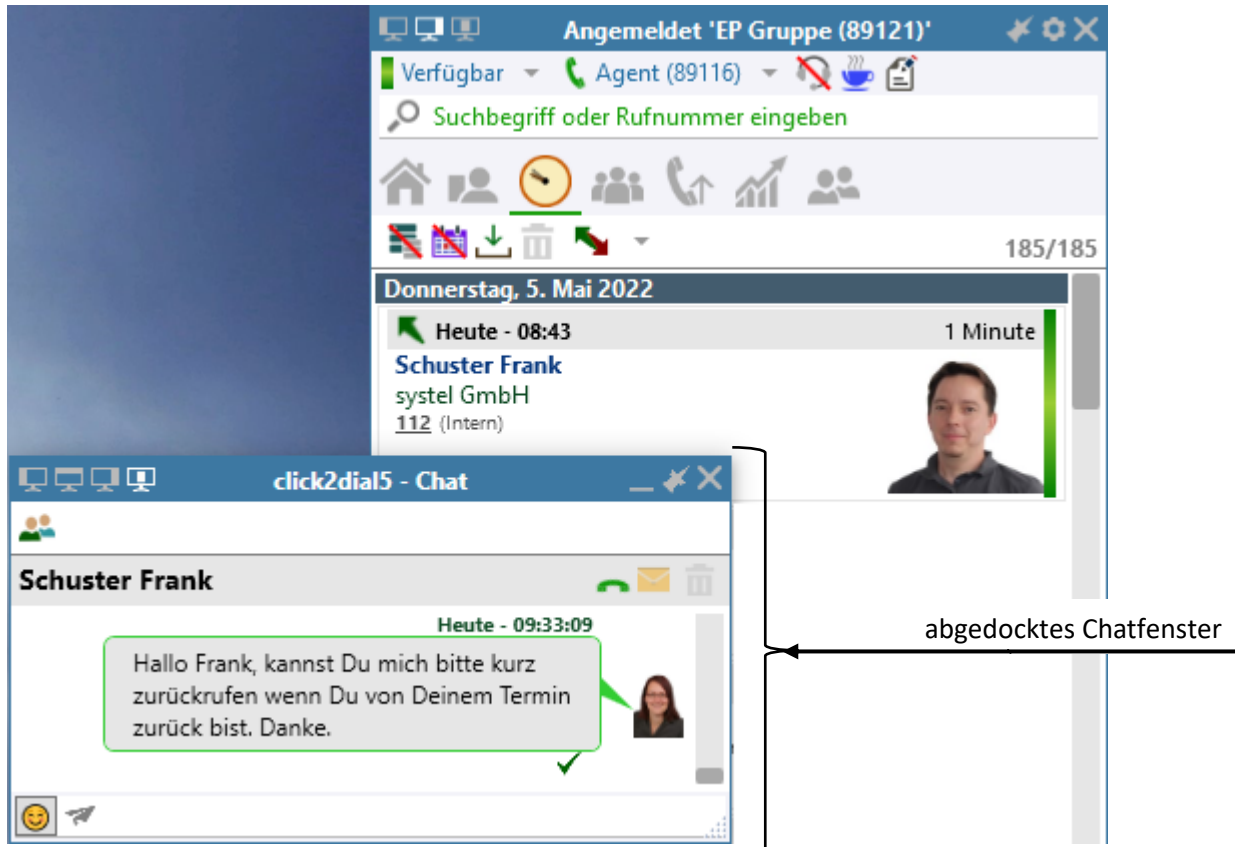 Angemeldet 'EP Gruppe (89121)'
Verfügbar
Agent (89116)
Suchbegriff oder Rufnummer eingeben
185/185
Donnerstag, 5. Mai 2022
Heute - 08:43
1 Minute
Schuster Frank
systel GmbH
112 (Intern)
click2dial5 - Chat
Schuster Frank
Heute - 09:33:09
Hallo Frank, kannst Du mich bitte kurz
zurückrufen wenn Du von Deinem Termin
zurück bist. Danke.
abgedocktes Chatfenster